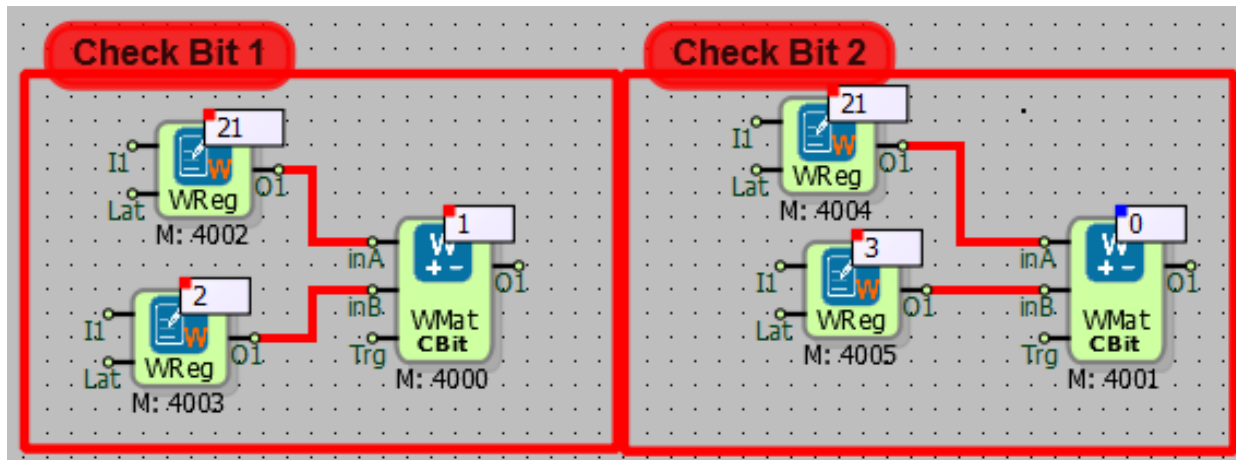 Check Bit 1
21
I1
W
O1
Lat
WReg
M: 4002
1
W
inA
O1
2
inB
I1
W
WMat
O1
CBit
Trg
Lat
WReg
M: 4000
M: 4003
Check Bit 2
21
I1
W
O1
Lat
WReg
M: 4004
0
W
3
inA
I1
W
O1
O1
inB
Lat
WReg
WMat
CBit
Trg
M: 4005
M: 4001